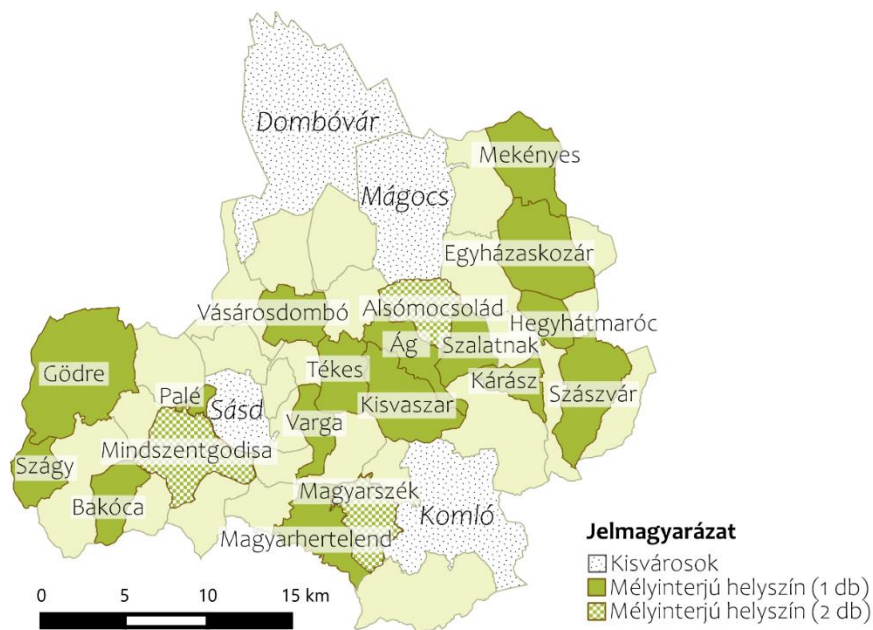 Dombóvár
Mekényes
Mágocs
Egyházaskozár
Vásárosdombó
Alsómocsolád
Hegyhátmaróc
Ág
Szalatnak
Gödre
Tékes
Kárász
Szászvár
Palé
Sásd
Kisvaszar
Varga
Mindszentgodisa
Szágy
Magyarszék
Bakóca
Komló
Magyarhertelend
Jelmagyarázat
Kisvárosok
Mélyinterjú helyszín (1 db)
Mélyinterjú helyszín (2 db)
0 5 10 15 km